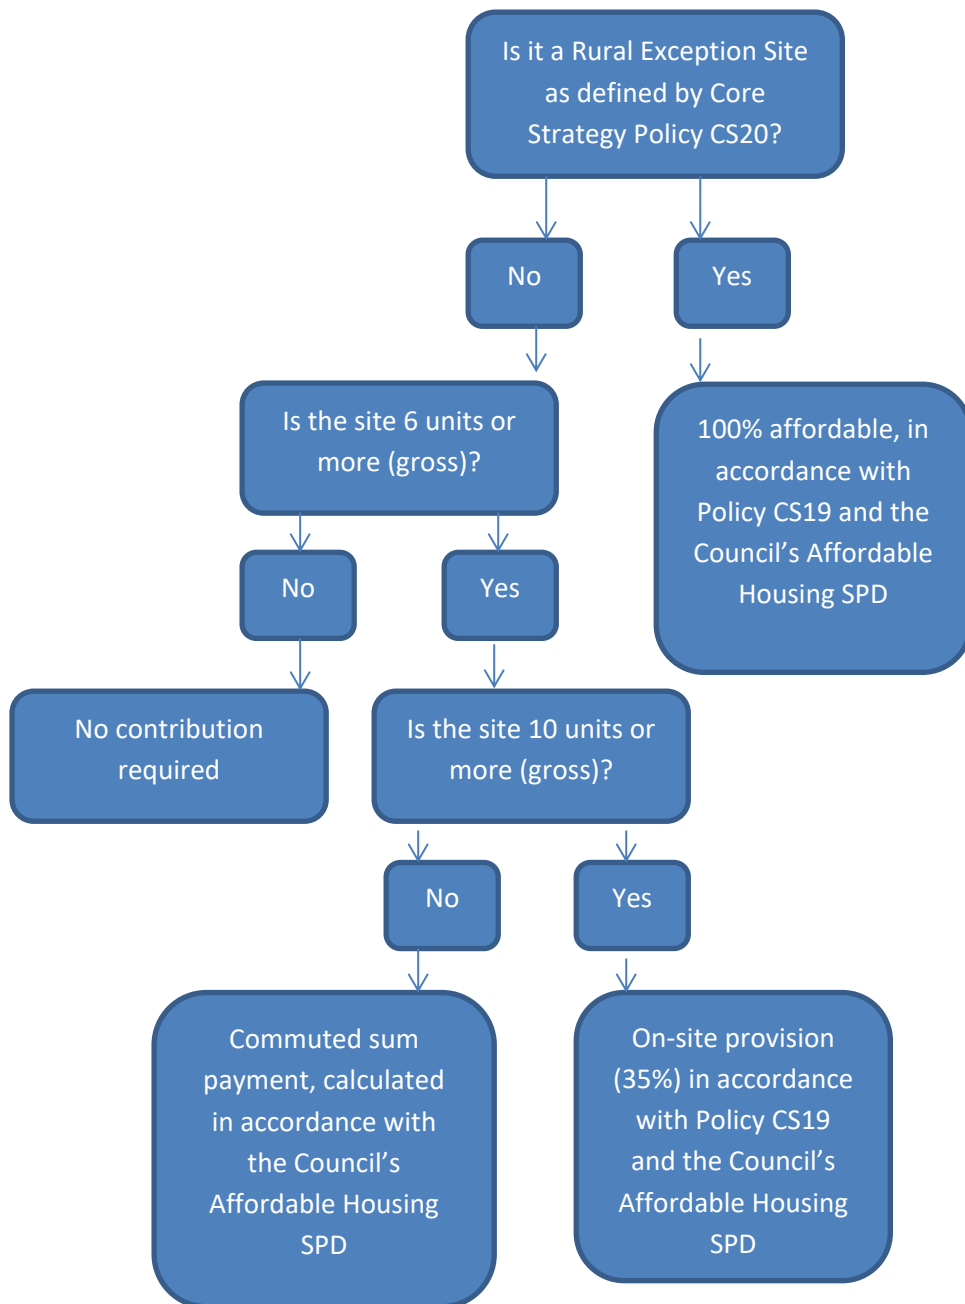 Is it a Rural Exception Site
as defined by Core
Strategy Policy CS20?
No
Yes
Is the site 6 units or
more (gross)?
100% affordable, in
accordance with
Policy CS19 and the
Council’s Affordable
Housing SPD
No
Yes
No contribution
required
Is the site 10 units or
more (gross)?
No
Yes
Commuted sum
payment, calculated
in accordance with
the Council’s
Affordable Housing
SPD
On-site provision
(35%) in accordance
with Policy CS19
and the Council’s
Affordable Housing
SPD